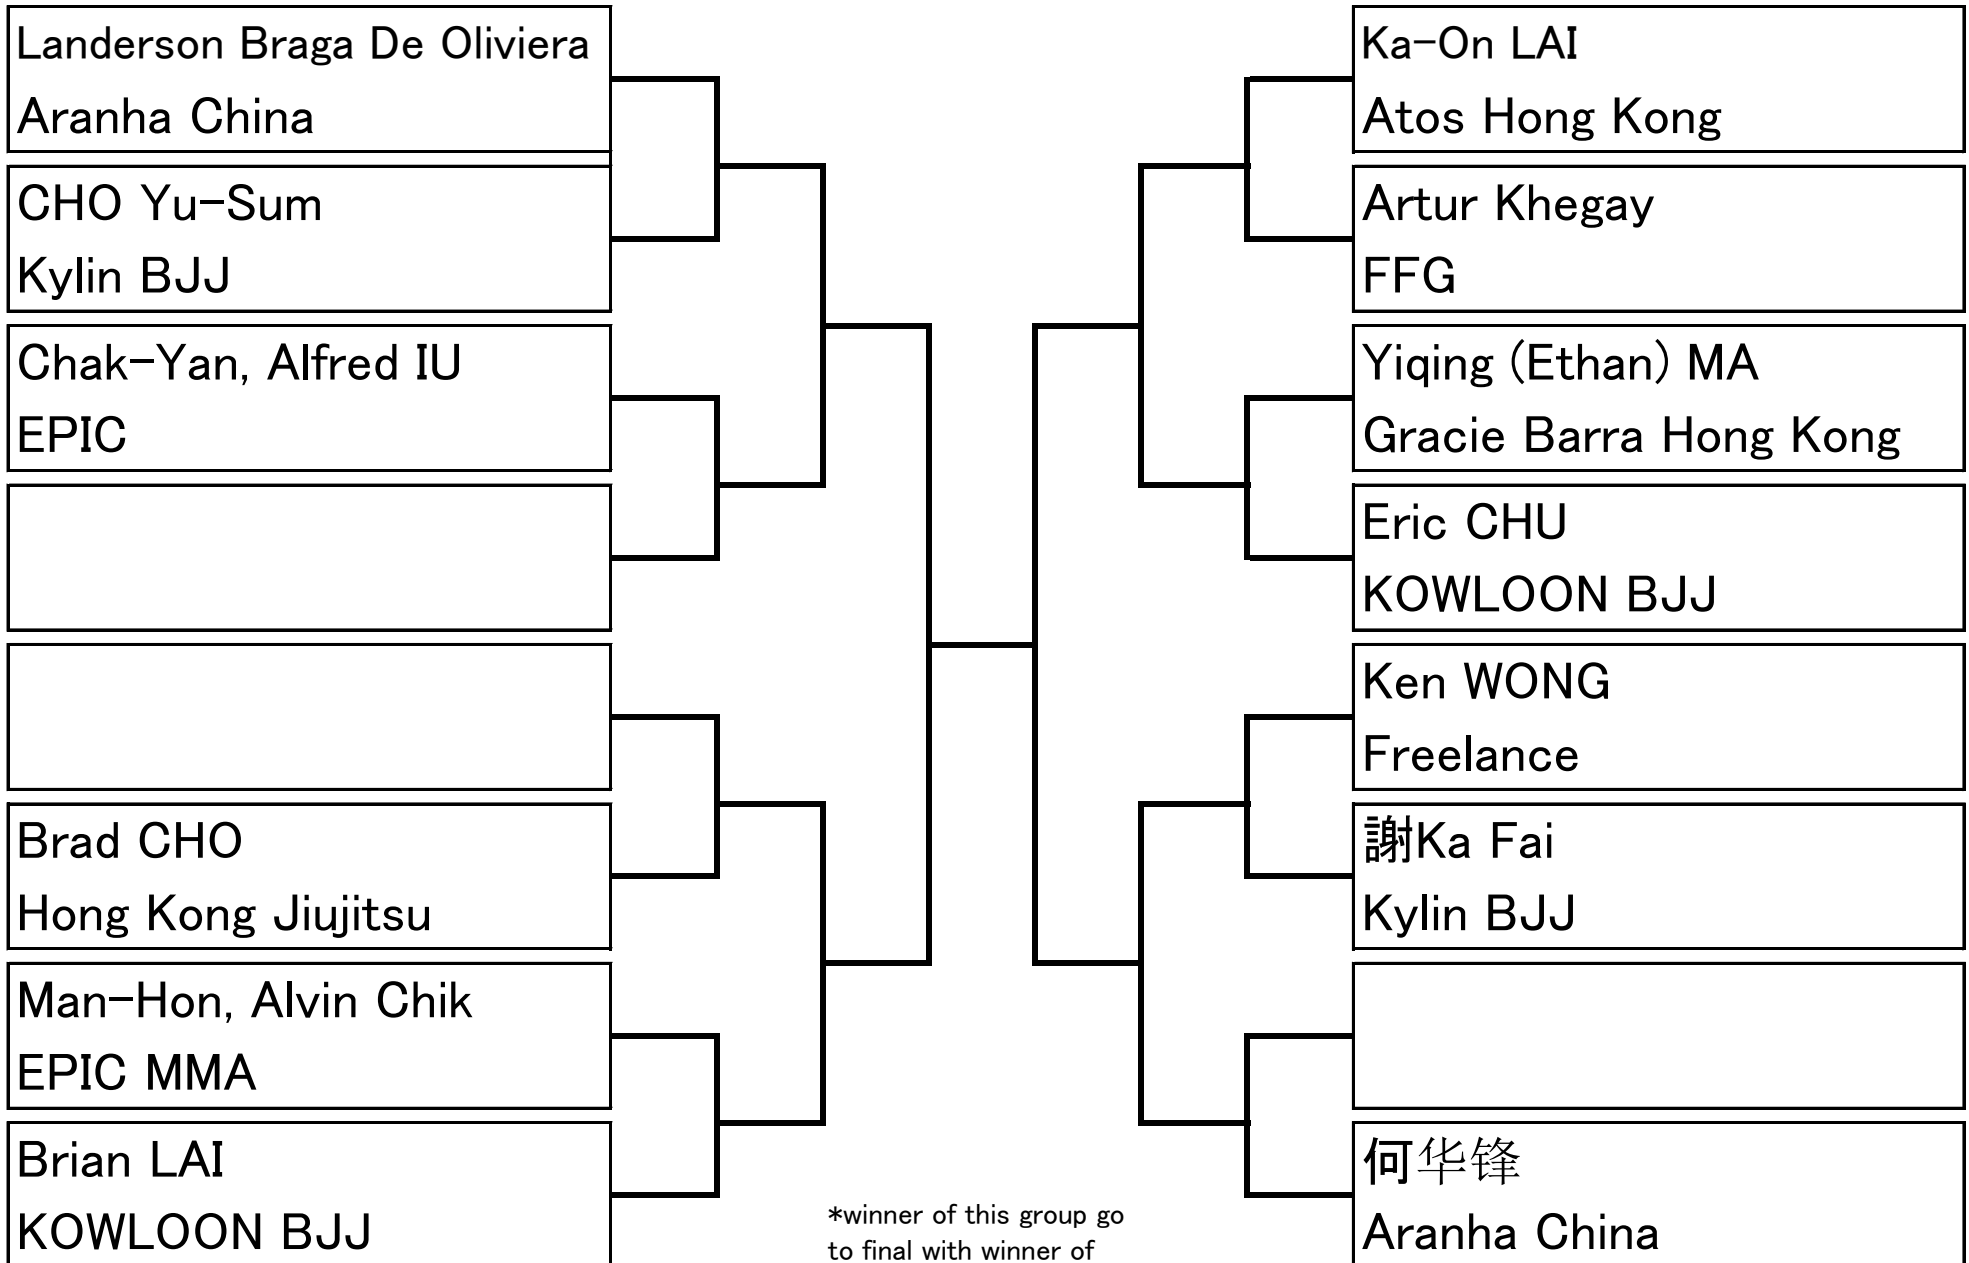 Landerson Braga De Oliviera
Aranha China
CHO Yu-Sum
Kylin BJJ
Chak-Yan, Alfred IU
EPIC
Brad CHO
Hong Kong Jiujitsu
Man-Hon, Alvin Chik
EPIC MMA
Brian LAI
KOWLOON BJJ
*winner of this group go
to final with winner of
Ka-On LAI
Atos Hong Kong
Artur Khegay
FFG
Yiqing (Ethan) MA
Gracie Barra Hong Kong
Eric CHU
KOWLOON BJJ
Ken WONG
Freelance
謝Ka Fai
Kylin BJJ
何华锋
Aranha China